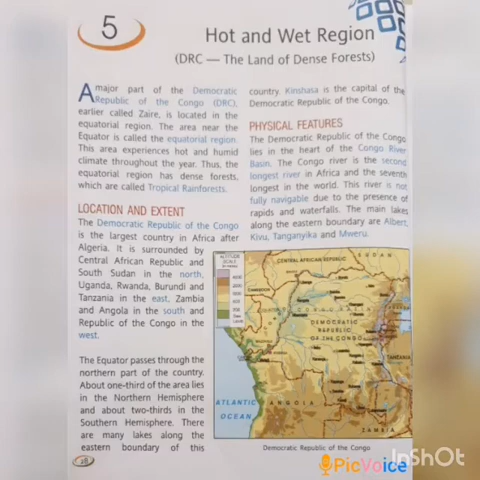 5
Hot and Wet Region
(DRC — The Land of Dense Forests)
A major part of the Democratic
Republic of the Congo (DRC),
earlier called Zaire, is located in the
equatorial region. The area near the
Equator is called the equatorial region.
This area experiences hot and humid
climate throughout the year. Thus, the
equatorial region has dense forests,
which are called Tropical Rainforests.
LOCATION AND EXTENT
The Democratic Republic of the Congo
is the largest country in Africa after
Algeria. It is surrounded by
Central African Republic and
South Sudan in the north,
Uganda, Rwanda, Burundi and
Tanzania in the east, Zambia
and Angola in the south and
Republic of the Congo in the
west.
The Equator passes through the
northern part of the country.
About one-third of the area lies
in the Northern Hemisphere
and about two-thirds in the
Southern Hemisphere. There
are many lakes along the
eastern boundary of this
28
country. Kinshasa is the capital of the
Democratic Republic of the Congo.
PHYSICAL FEATURES
The Democratic Republic of the Congo
lies in the heart of the Congo River
Basin. The Congo river is the second
longest river in Africa and the seventh
longest in the world. This river is not
fully navigable due to the presence of
rapids and waterfalls. The main lakes
along the eastern boundary are Albert,
Kivu, Tanganyika and Mweru.
ALTITUDE
SCALE
CENTRAL AFRICAN REPUBLIC
SUDAN
DEMOCRATIC
REPUBLIC
OF THE CONGO
TANZANIA
ATLANTIC
OCEAN
ANGOLA
ZAMBIA
Democratic Republic of the Congo
PicVoice
InShOt